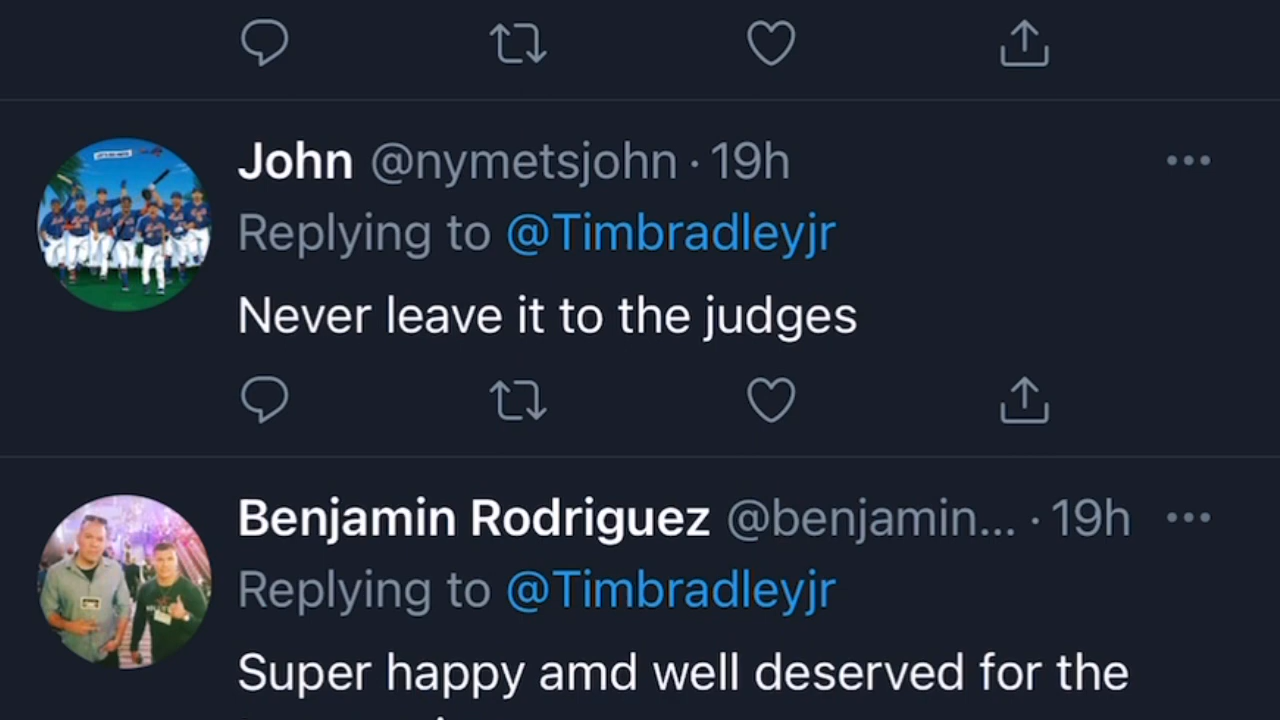 John @nymetsjohn · 19h
Replying to @Timbradleyjr
Never leave it to the judges
Benjamin Rodriguez @benjamin... · 19h
Replying to @Timbradleyjr
Super happy amd well deserved for the